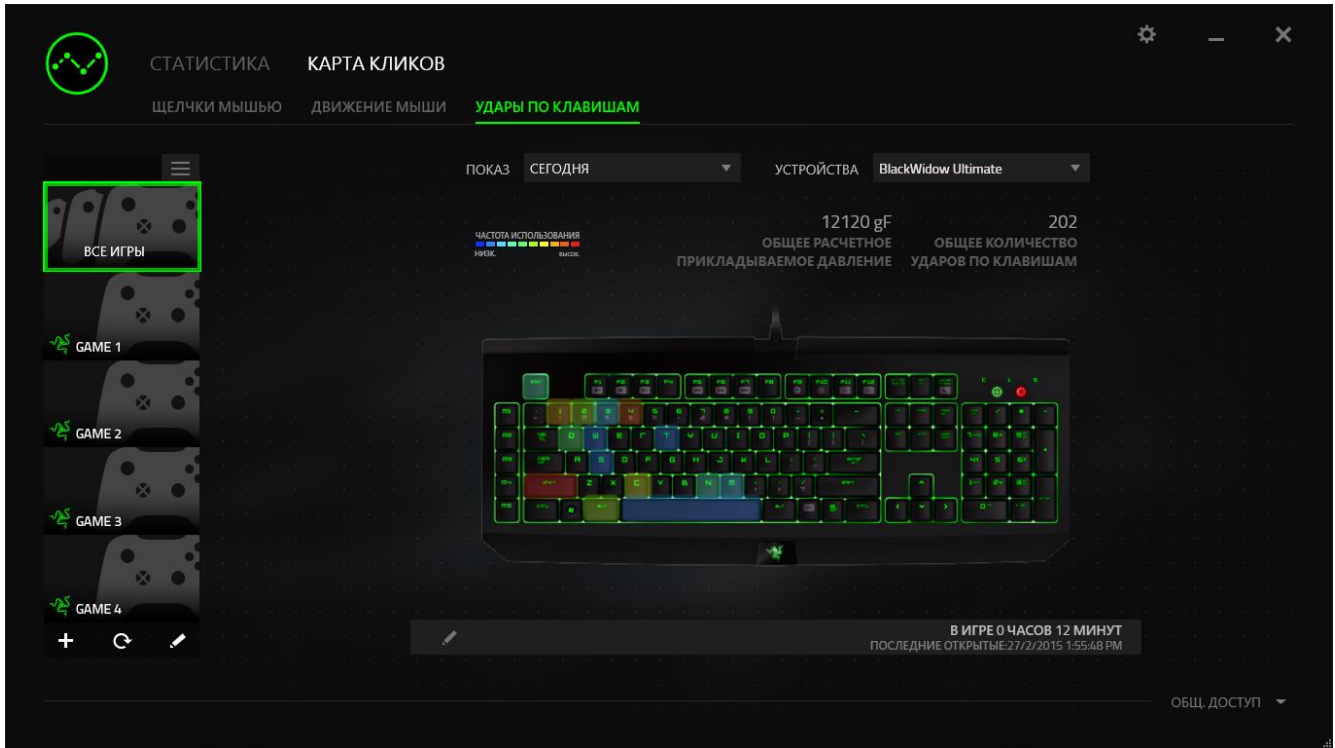 СТАТИСТИКА КАРТА КЛИКОВ
ЩЕЛЧКИ МЫШЬЮ ДВИЖЕНИЕ МЫШИ УДАРЫ ПО КЛАВИШАМ
ПОКАЗ СЕГОДНЯ УСТРОЙСТВА BlackWidow Ultimate
ВСЕ ИГРЫ
GAME 1
GAME 2
GAME 3
GAME 4
ЧАСТОТА ИСПОЛЬЗОВАНИЯ
НИЗК. ВЫСОК.
12120 gF
ОБЩЕЕ РАСЧЕТНОЕ
ПРИКЛАДЫВАЕМОЕ ДАВЛЕНИЕ
202
ОБЩЕЕ КОЛИЧЕСТВО
УДАРОВ ПО КЛАВИШАМ
В ИГРЕ 0 ЧАСОВ 12 МИНУТ
ПОСЛЕДНИЕ ОТКРЫТЫЕ:27/2/2015 1:55:48 PM
ОБЩ. ДОСТУП